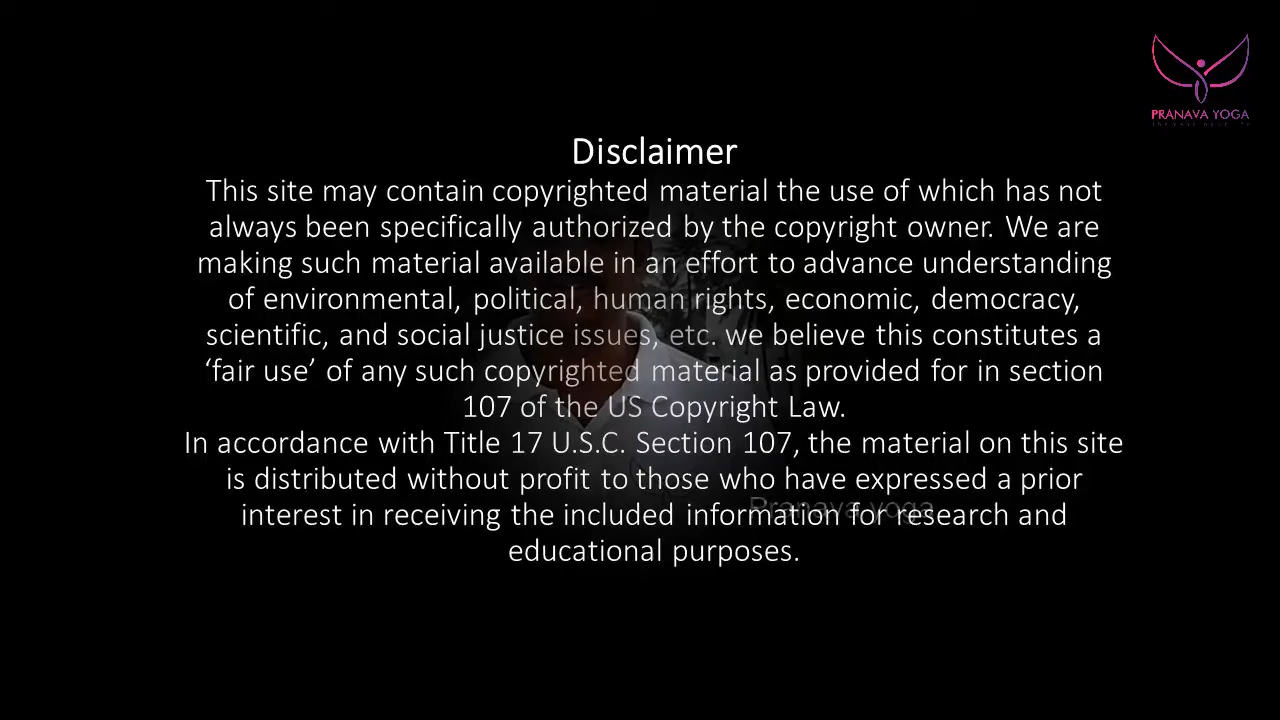 PRANAVA YOGA
Disclaimer
This site may contain copyrighted material the use of which has not
always been specifically authorized by the copyright owner. We are
making such material available in an effort to advance understanding
of environmental, political, human rights, economic, democracy,
scientific, and social justice issues, etc. we believe this constitutes a
‘fair use’ of any such copyrighted material as provided for in section
107 of the US Copyright Law.
In accordance with Title 17 U.S.C. Section 107, the material on this site
is distributed without profit to those who have expressed a prior
interest in receiving the included information for research and
educational purposes.
Pranava yoga